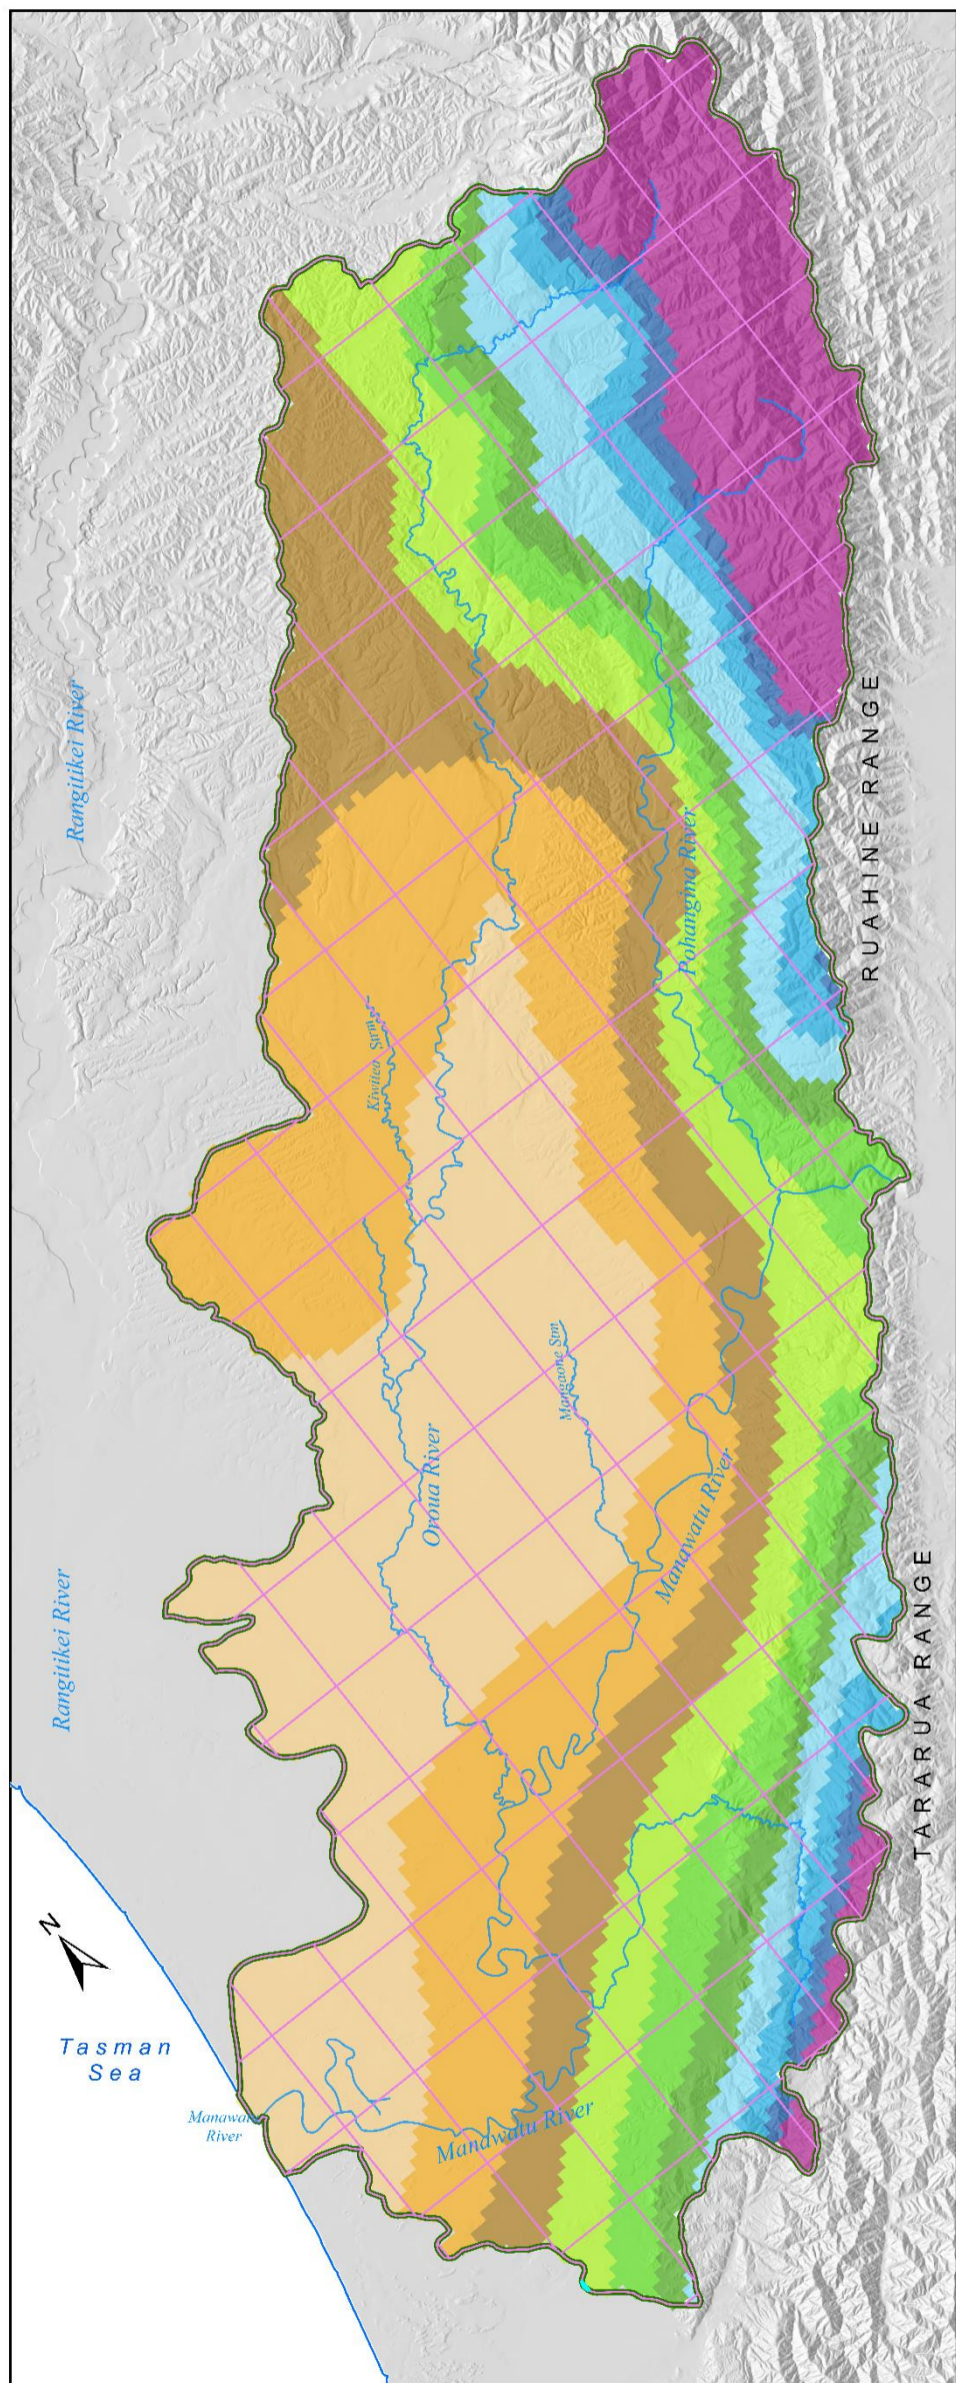 Rangitikei River
RUAHINE RANGE
Pohangina River
Kiwitea Strm
Mangaone Stm
Oroua River
Manawatu River
TARARUA RANGE
Rangitikei River
N
Tasman
Sea
Manawatu
River
Manawatu River